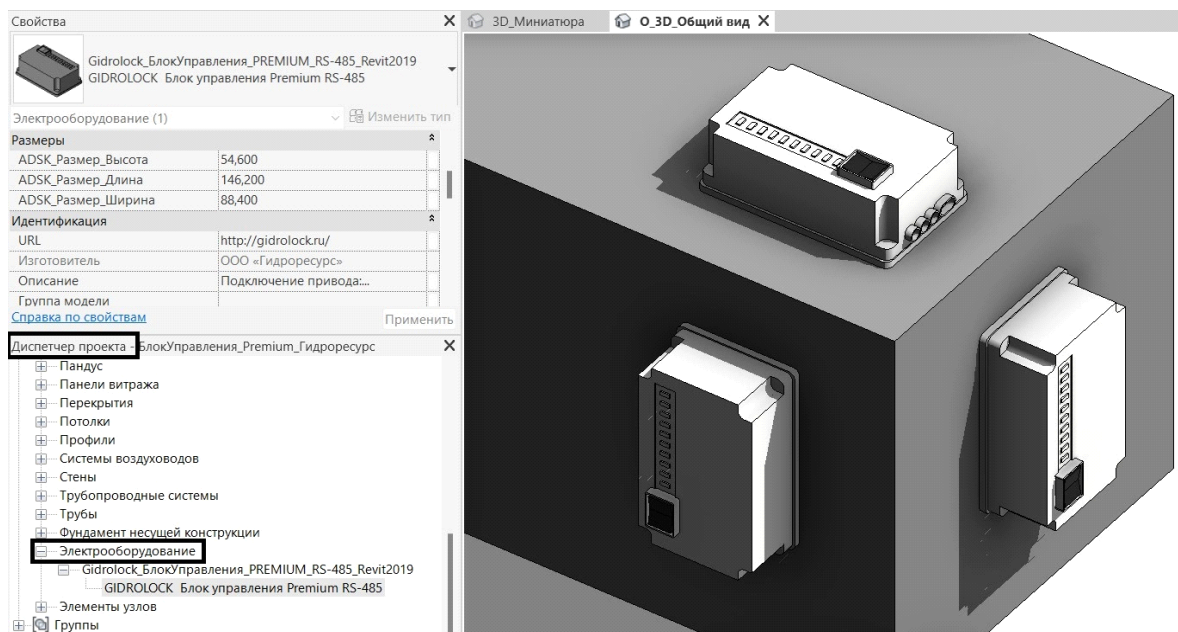 Свойства
3D_Миниатюра
О_3D_Общий вид
Gidrolock_БлокУправления_PREMIUM_RS-485_Revit2019
GIDROLOCK Блок управления Premium RS-485
Электрооборудование (1)
Изменить тип
Размеры
ADSK_Размер_Высота 54,600
ADSK_Размер_Длина 146,200
ADSK_Размер_Ширина 88,400
Идентификация
URL http://gidrolock.ru/
Изготовитель ООО «Гидроресурс»
Описание Подключение привода:...
Группа модели
Справка по свойствам
Применить
Диспетчер проекта - БлокУправления_Premium_Гидроресурс
Пандус
Панели витража
Перекрытия
Потолки
Профили
Системы воздуховодов
Стены
Трубопроводные системы
Трубы
Фундамент несущей конструкции
Электрооборудование
Gidrolock_БлокУправления_PREMIUM_RS-485_Revit2019
GIDROLOCK Блок управления Premium RS-485
Элементы узлов
Группы